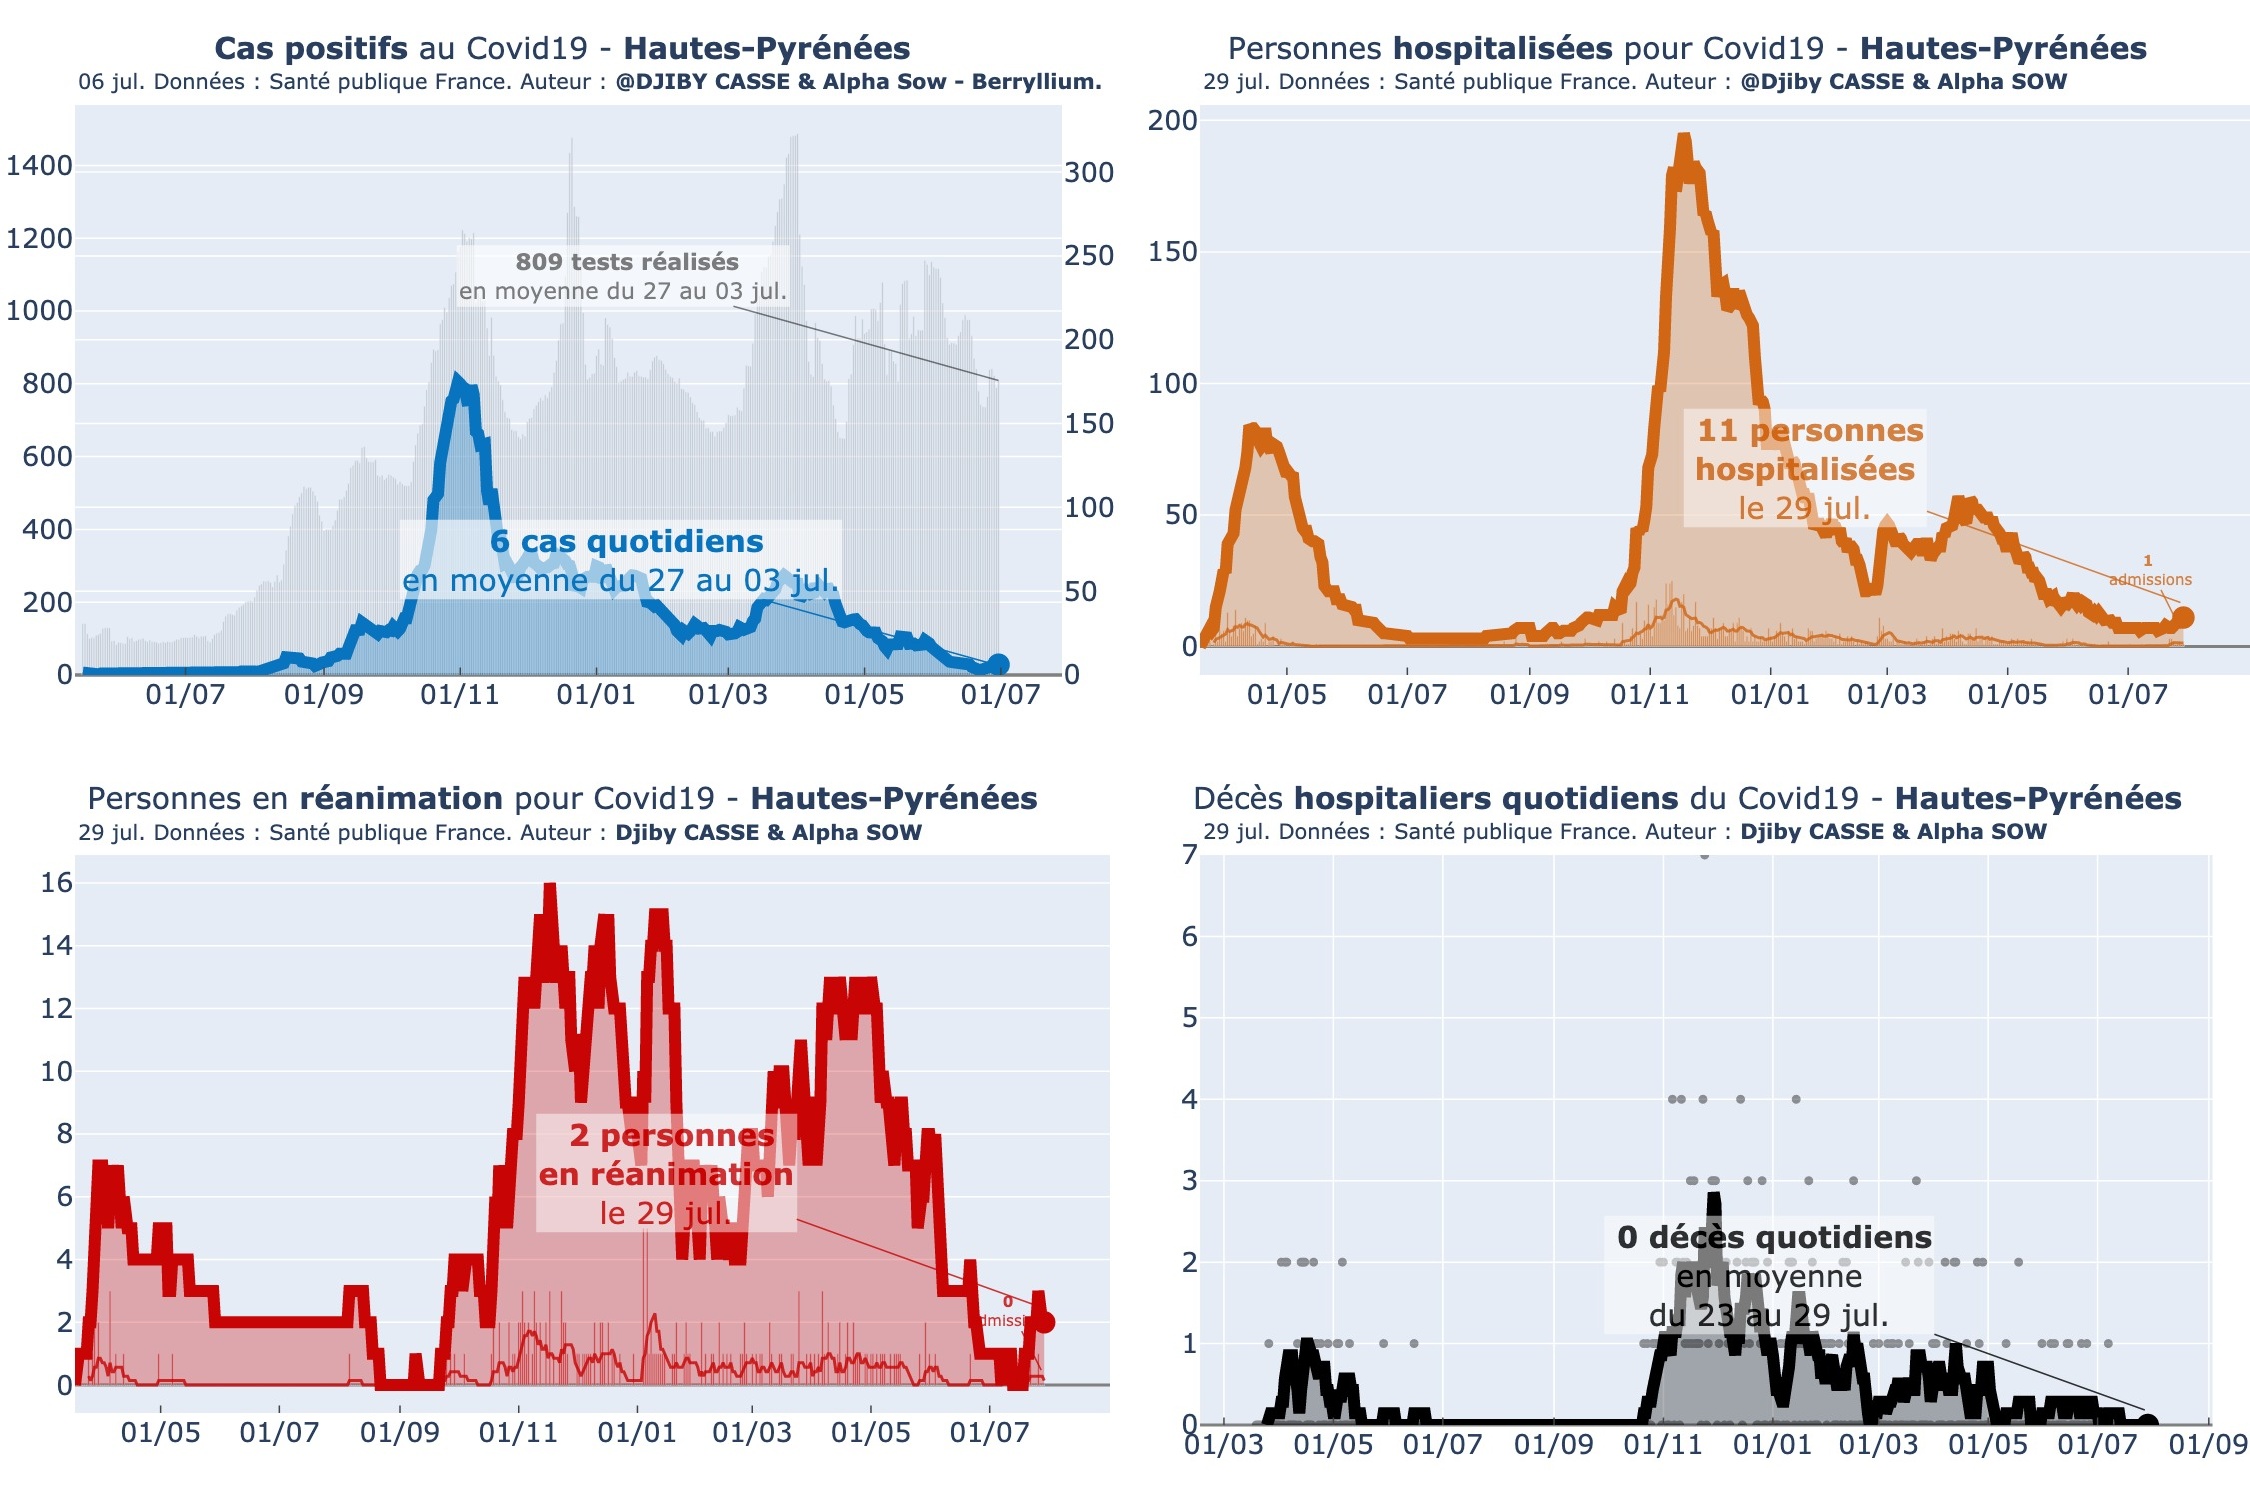 Cas positifs au Covid19 - Hautes-Pyrénées
06 jul. Données : Santé publique France. Auteur : @DJIBY CASSE & Alpha Sow - Berryllium.
1400
1200
1000
800
600
400
200
0
300
250
200
150
100
50
0
809 tests réalisés
en moyenne du 27 au 03 jul.
6 cas quotidiens
en moyenne du 27 au 03 jul.
01/07 01/09 01/11 01/01 01/03 01/05 01/07
Personnes hospitalisées pour Covid19 - Hautes-Pyrénées
29 jul. Données : Santé publique France. Auteur : @Djiby CASSE & Alpha SOW
200
150
100
50
0
11 personnes
hospitalisées
le 29 jul.
1
admissions
01/05 01/07 01/09 01/11 01/01 01/03 01/05 01/07
Personnes en réanimation pour Covid19 - Hautes-Pyrénées
29 jul. Données : Santé publique France. Auteur : Djiby CASSE & Alpha SOW
16
14
12
10
8
6
4
2
0
2 personnes
en réanimation
le 29 jul.
0
01/05 01/07 01/09 01/11 01/01 01/03 01/05 01/07
Décès hospitaliers quotidiens du Covid19 - Hautes-Pyrénées
29 jul. Données : Santé publique France. Auteur : Djiby CASSE & Alpha SOW
7
6
5
4
3
2
1
0
0 décès quotidiens
en moyenne
du 23 au 29 jul.
01/03 01/05 01/07 01/09 01/11 01/01 01/03 01/05 01/07 01/09